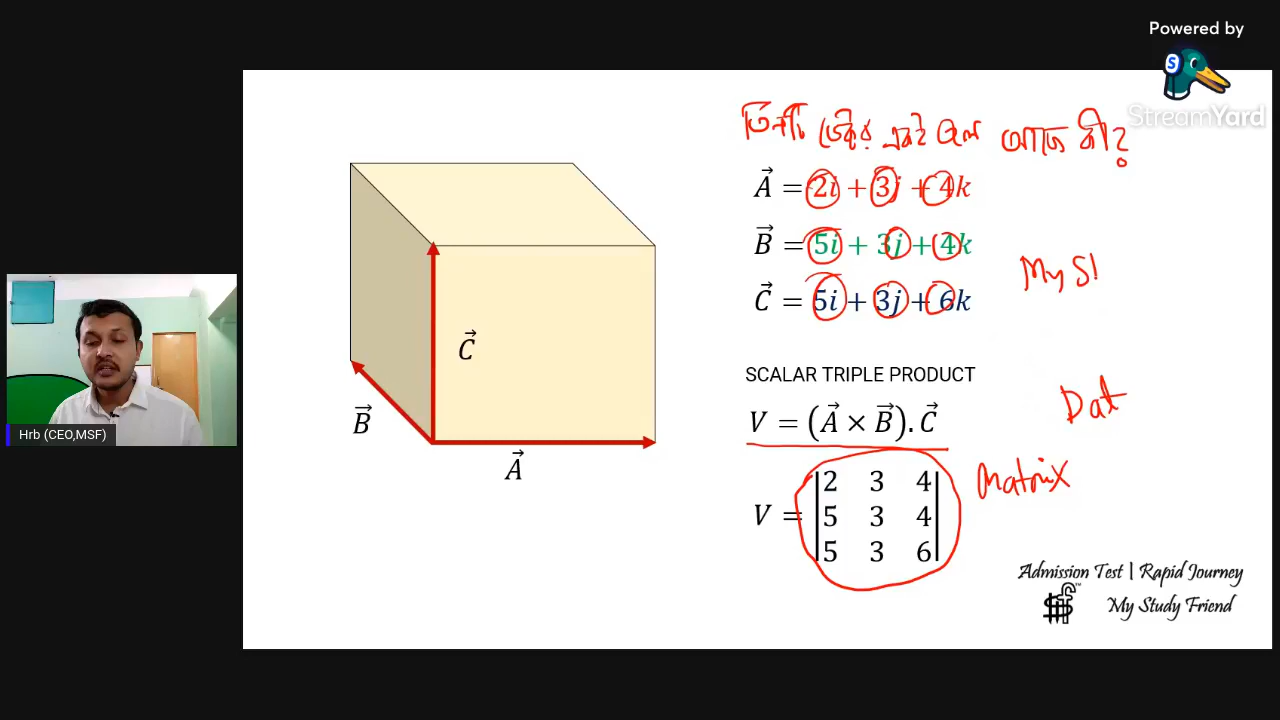 Powered by
StreamYard
তিনটি ভেক্টর একই তলে আছে কী?
A⃗ = 2i + 3j + 4k
B⃗ = 5i + 3j + 4k
C⃗ = 5i + 3j + 6k
My S
C⃗
B⃗
A⃗
SCALAR TRIPLE PRODUCT
V = (A⃗ × B⃗). C⃗
Dat
Matrix
V = |2 3 4|
|5 3 4|
|5 3 6|
Hrb (CEO,MSF)
Admission Test | Rapid Journey
My Study Friend